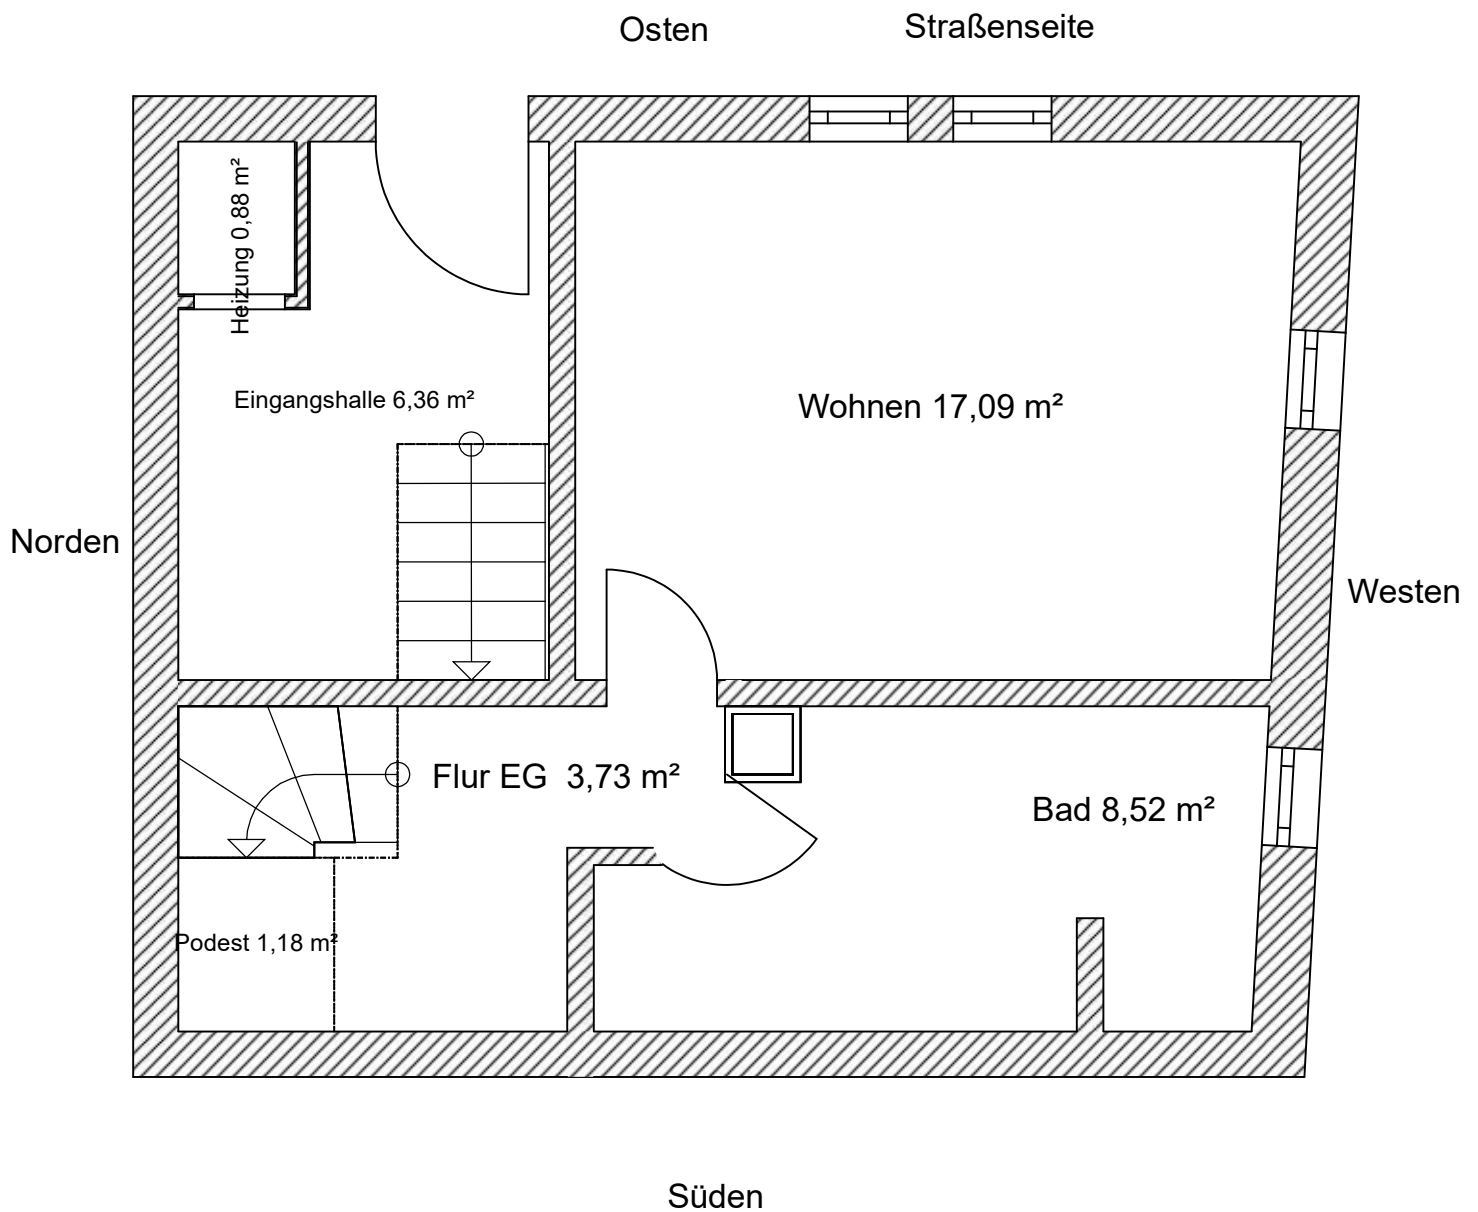 Osten
Straßenseite
Heizung 0,88 m²
Eingangshalle 6,36 m²
Wohnen 17,09 m²
Norden
Westen
Flur EG 3,73 m²
Bad 8,52 m²
Podest 1,18 m²
Süden